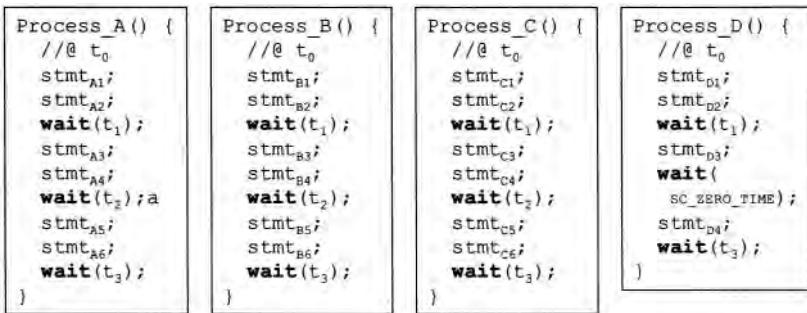 Process_A() {
//@ t0
stmtA1;
stmtA2;
wait(t1);
stmtA3;
stmtA4;
wait(t2);a
stmtA5;
stmtA6;
wait(t3);
}
Process_B() {
//@ t0
stmtB1;
stmtB2;
wait(t1);
stmtB3;
stmtB4;
wait(t2);
stmtB5;
stmtB6;
wait(t3);
}
Process_C() {
//@ t0
stmtC1;
stmtC2;
wait(t1);
stmtC3;
stmtC4;
wait(t2);
stmtC5;
stmtC6;
wait(t3);
}
Process_D() {
//@ t0
stmtD1;
stmtD2;
wait(t1);
stmtD3;
wait(
SC_ZERO_TIME);
stmtD4;
wait(t3);
}